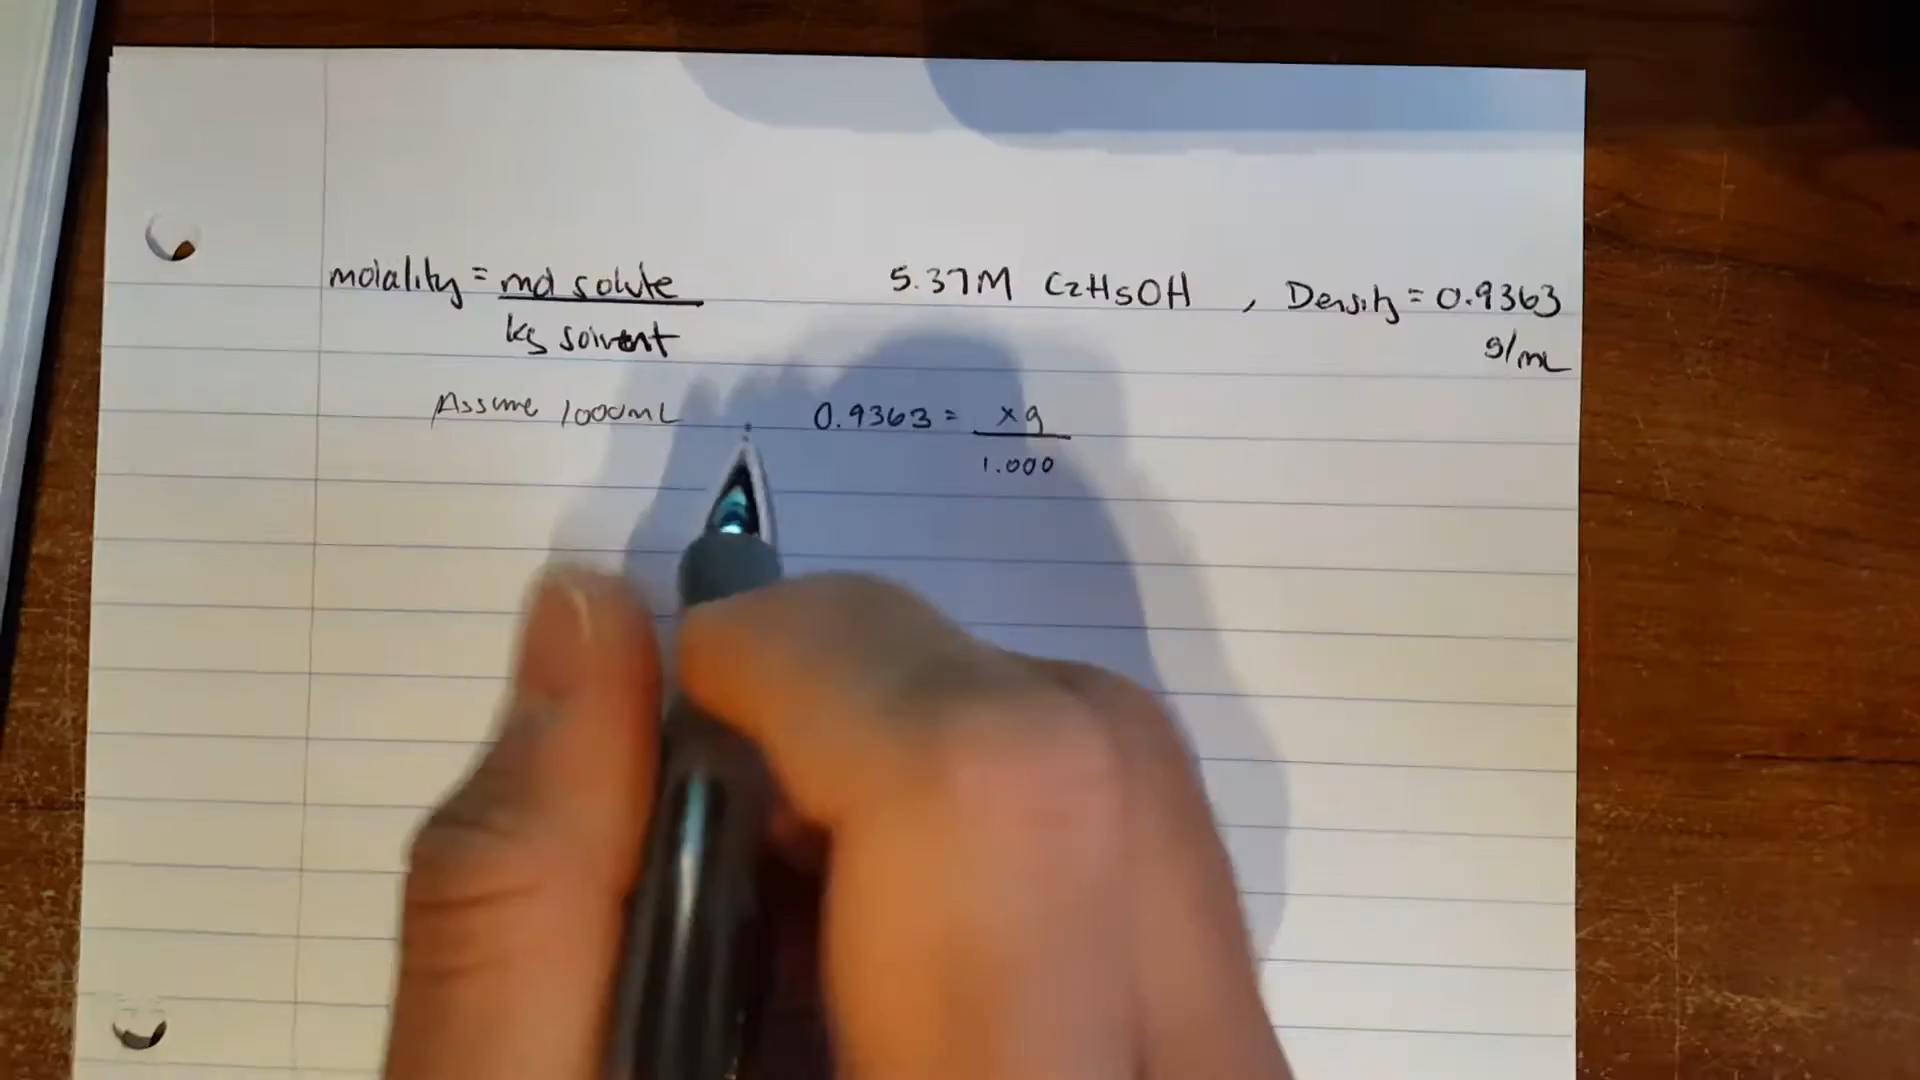 molality = mol solute
kg solvent
5.37M C2H5OH , Density = 0.9363
g/mL
Assume 1000mL
0.9363 = xg
1.000